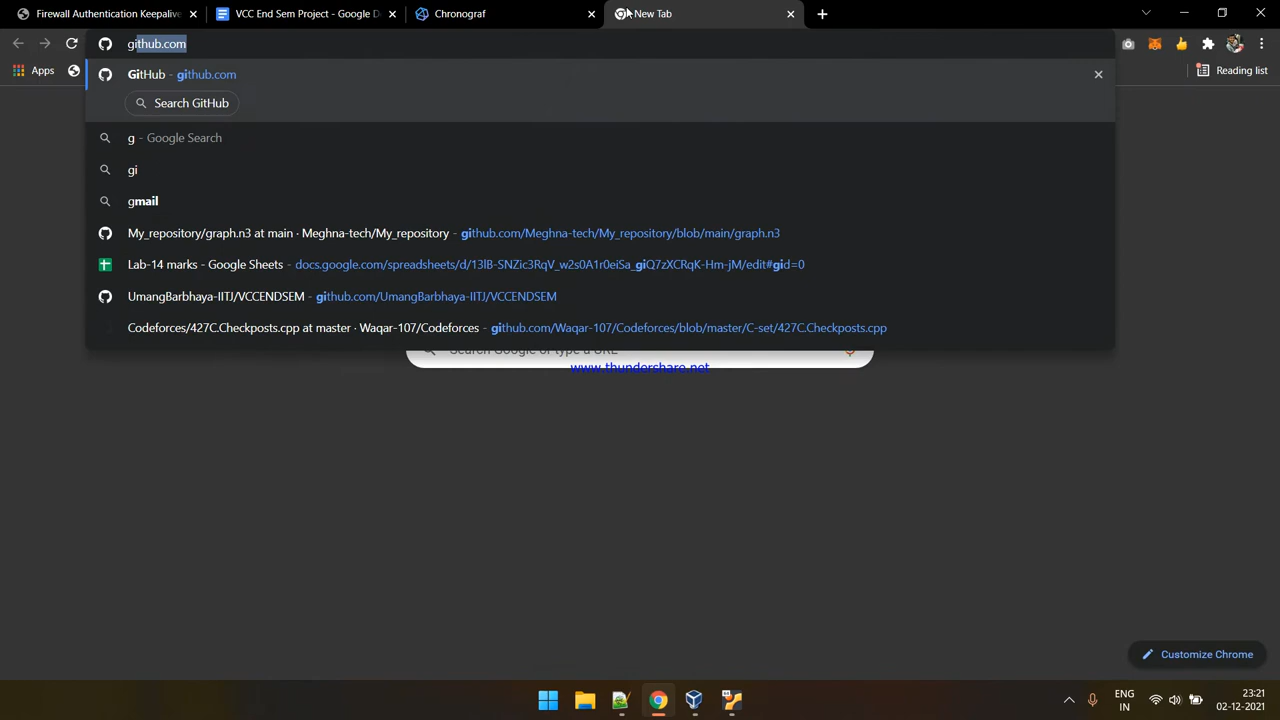 Firewall Authentication Keepalive
VCC End Sem Project - Google D
Chronograf
New Tab
github.com
Apps
Reading list
GitHub - github.com
Search GitHub
g - Google Search
gi
gmail
My_repository/graph.n3 at main · Meghna-tech/My_repository - github.com/Meghna-tech/My_repository/blob/main/graph.n3
Lab-14 marks - Google Sheets - docs.google.com/spreadsheets/d/13lB-SNZic3RqV_w2s0A1r0eiSa_giQ7zXCRqK-Hm-jM/edit#gid=0
UmangBarbhaya-IITJ/VCCENDSEM - github.com/UmangBarbhaya-IITJ/VCCENDSEM
Codeforces/427C.Checkposts.cpp at master · Waqar-107/Codeforces - github.com/Waqar-107/Codeforces/blob/master/C-set/427C.Checkposts.cpp
Search Google or type a URL
www.thundershare.net
Customize Chrome
ENG
IN
23:21
02-12-2021